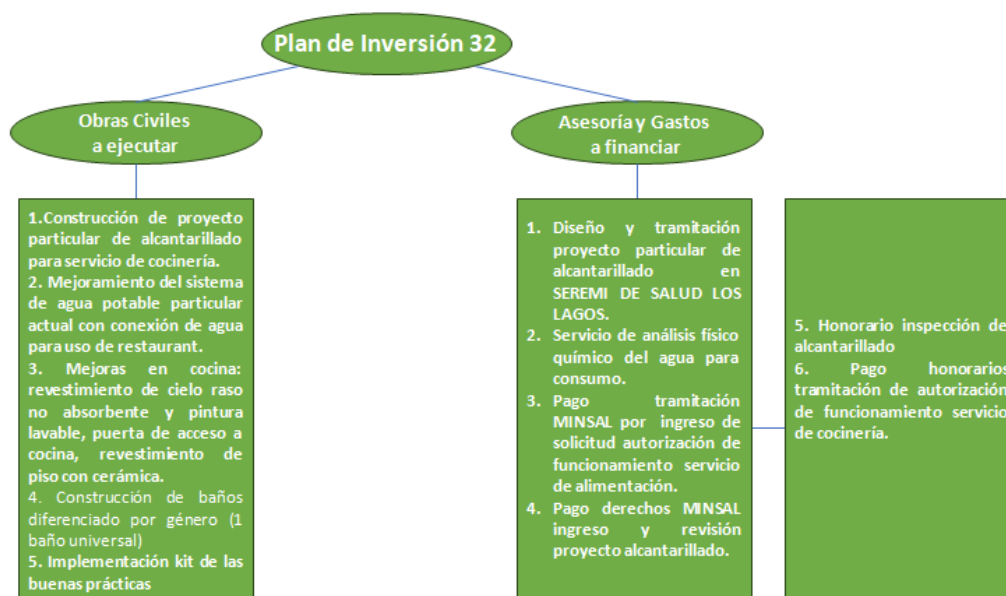 Plan de Inversión 32
Obras Civiles
a ejecutar
1.Construcción de proyecto
particular de alcantarillado
para servicio de cocinería.
2. Mejoramiento del sistema
de agua potable particular
actual con conexión de agua
para uso de restaurant.
3. Mejoras en cocina:
revestimiento de cielo raso
no absorbente y pintura
lavable, puerta de acceso a
cocina, revestimiento de
piso con cerámica.
4. Construcción de baños
diferenciado por género (1
baño universal)
5. Implementación kit de las
buenas prácticas
Asesoría y Gastos
a financiar
1. Diseño y tramitación
proyecto particular de
alcantarillado en
SEREMI DE SALUD LOS
LAGOS.
2. Servicio de análisis físico
químico del agua para
consumo.
3. Pago tramitación
MINSAL por ingreso de
solicitud autorización de
funcionamiento servicio
de alimentación.
4. Pago derechos MINSAL
ingreso y revisión
proyecto alcantarillado.
5. Honorario inspección de
alcantarillado
6. Pago honorarios
tramitación de autorización
de funcionamiento servicio
de cocinería.